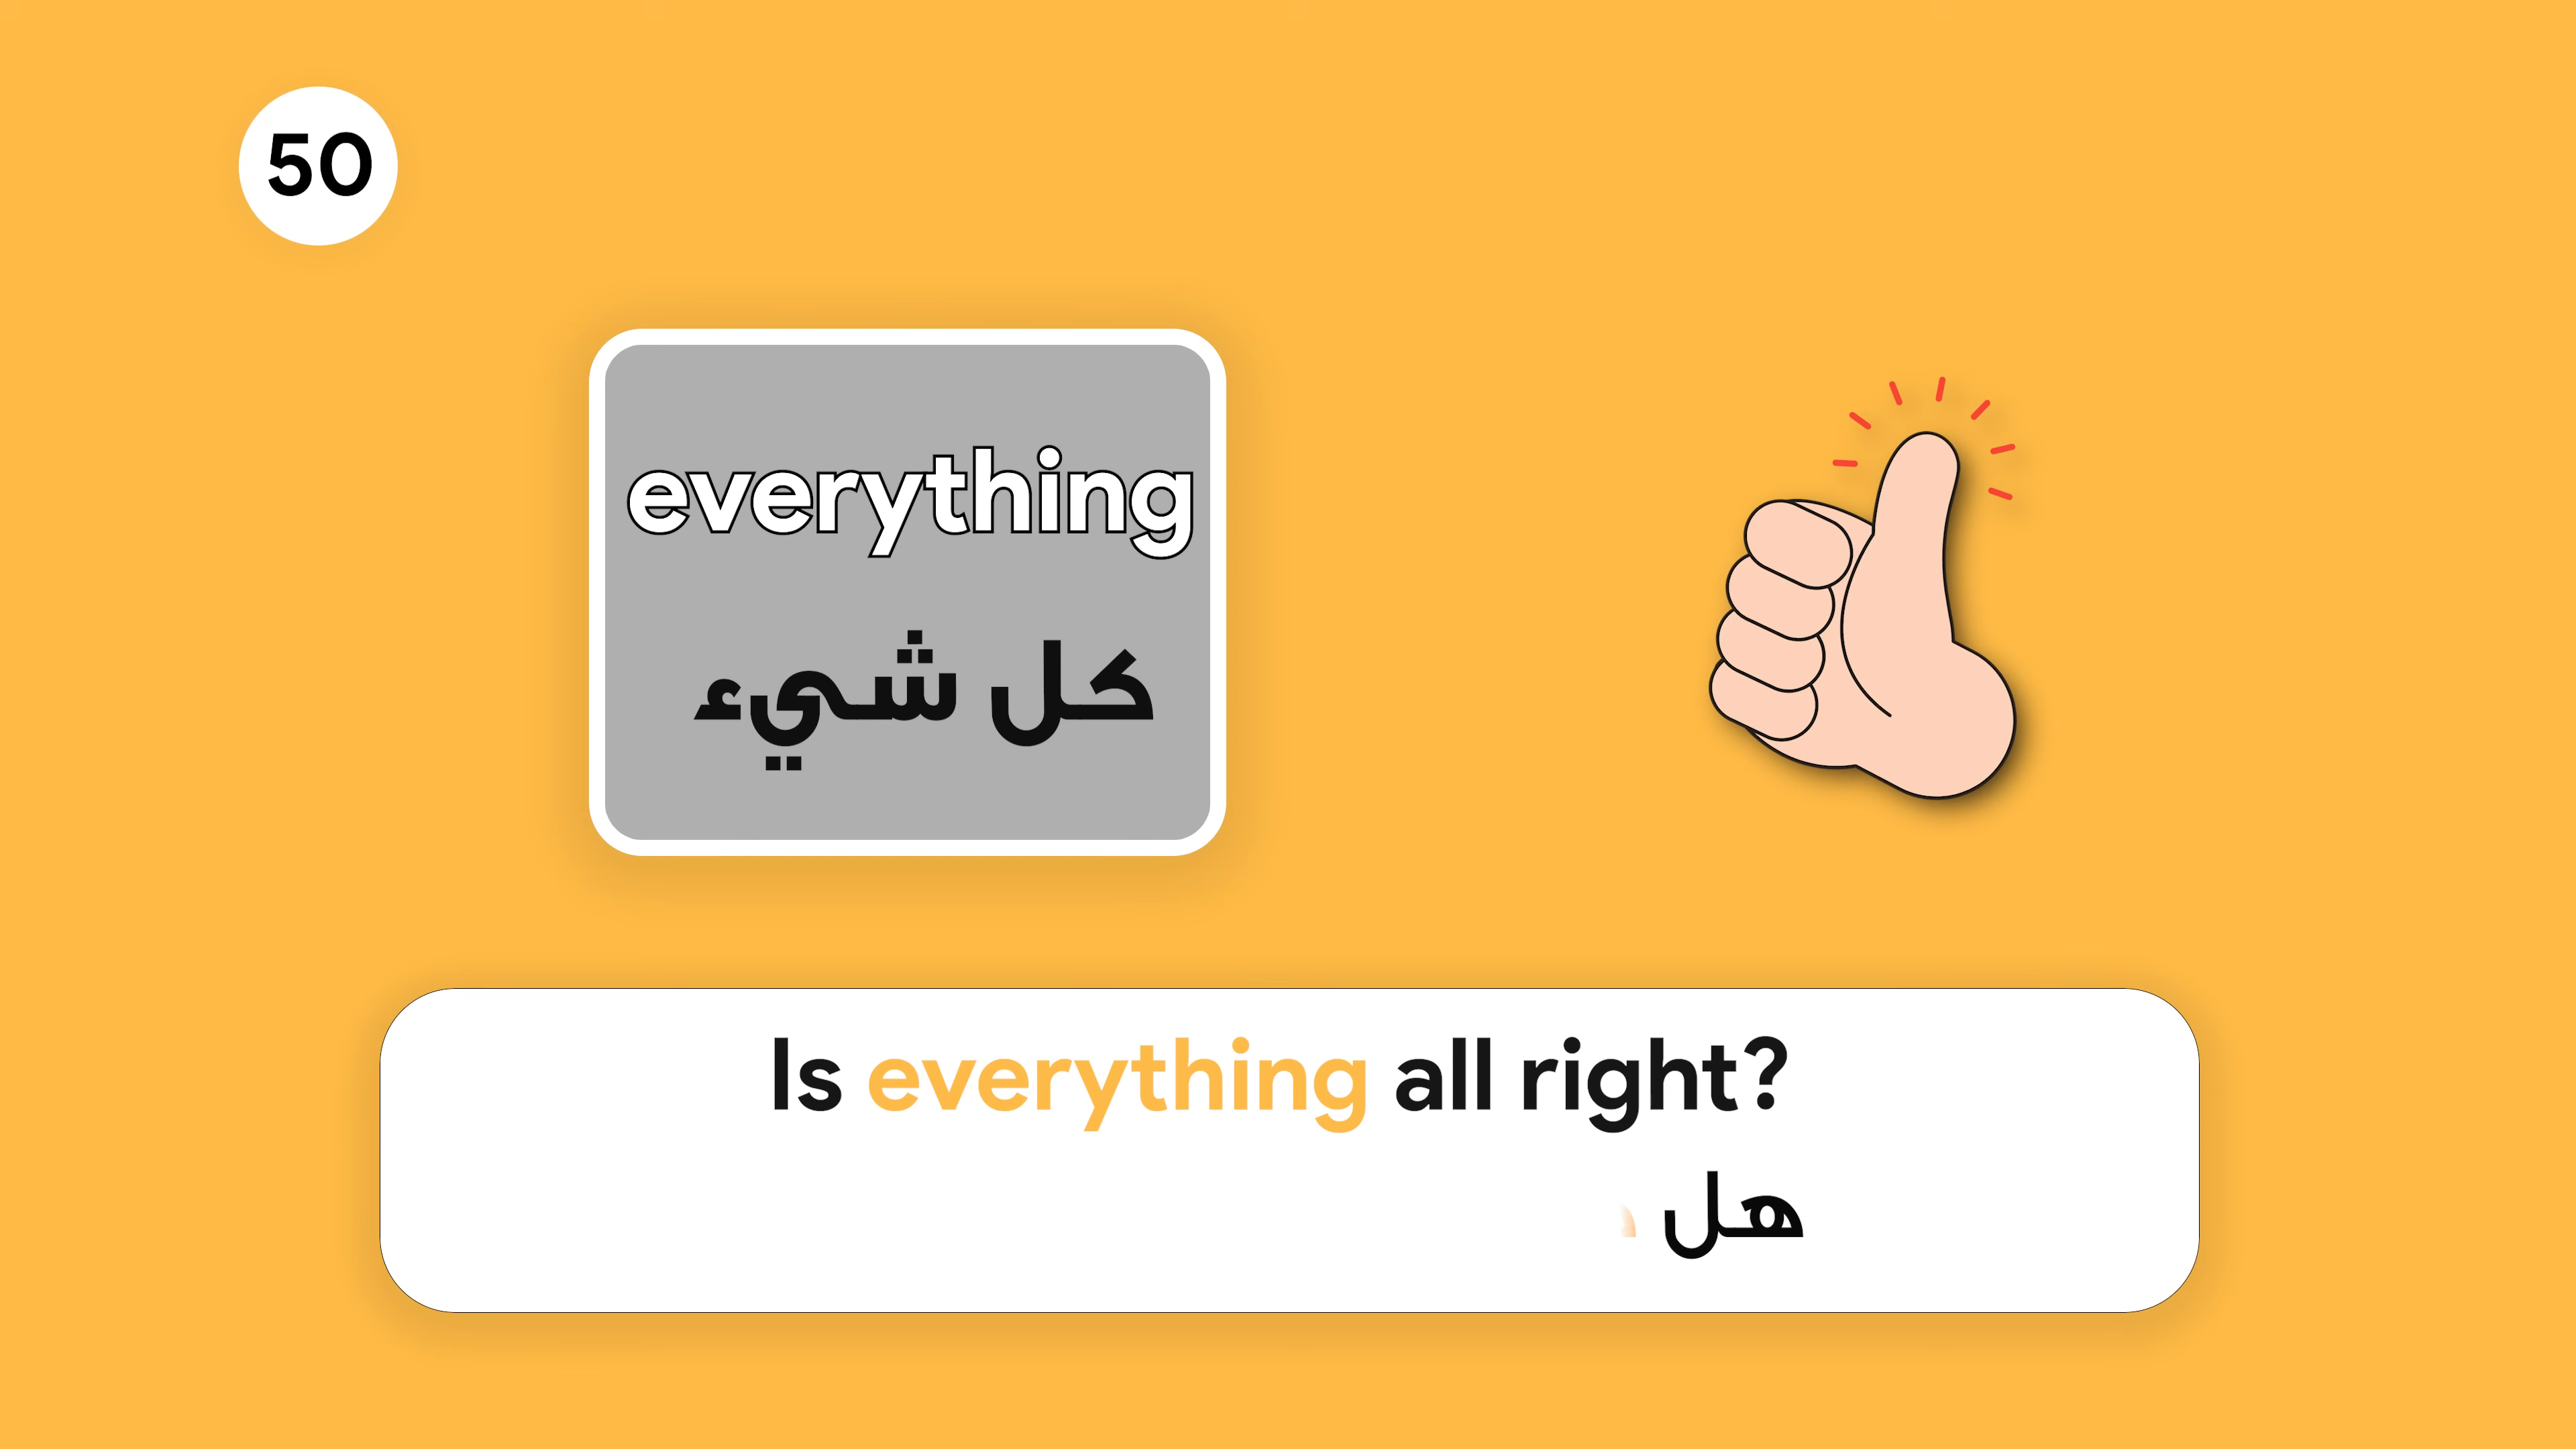 50
everything
كل شيء
Is everything all right?
هل